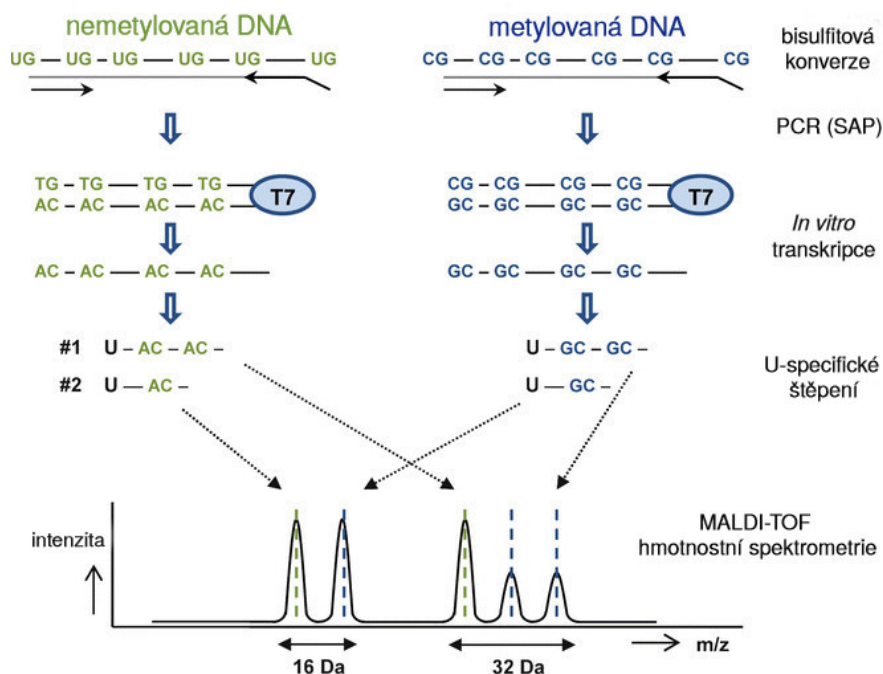 nemetylovaná DNA
metylovaná DNA
bisulfitová
konverze
UG UG UG UG UG UG
CG CG CG CG CG CG
PCR (SAP)
TG TG TG TG
AC AC AC AC
T7
CG CG CG CG
GC GC GC GC
T7
In vitro
transkripce
AC AC AC AC
GC GC GC GC
#1 U AC AC
U GC GC
#2 U AC
U GC
U-specifické
štěpení
MALDI-TOF
hmotnostní spektrometrie
intenzita
m/z
16 Da
32 Da